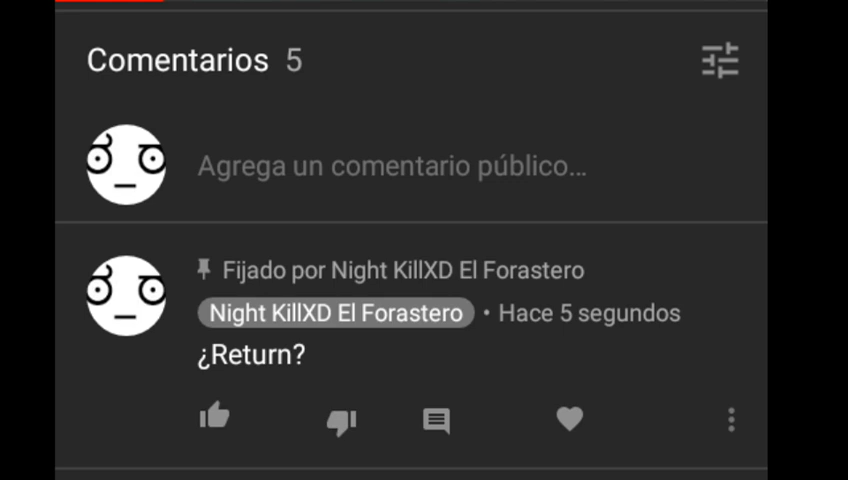 Comentarios 5
Agrega un comentario público...
Fijado por Night KillXD El Forastero
Night KillXD El Forastero • Hace 5 segundos
¿Return?